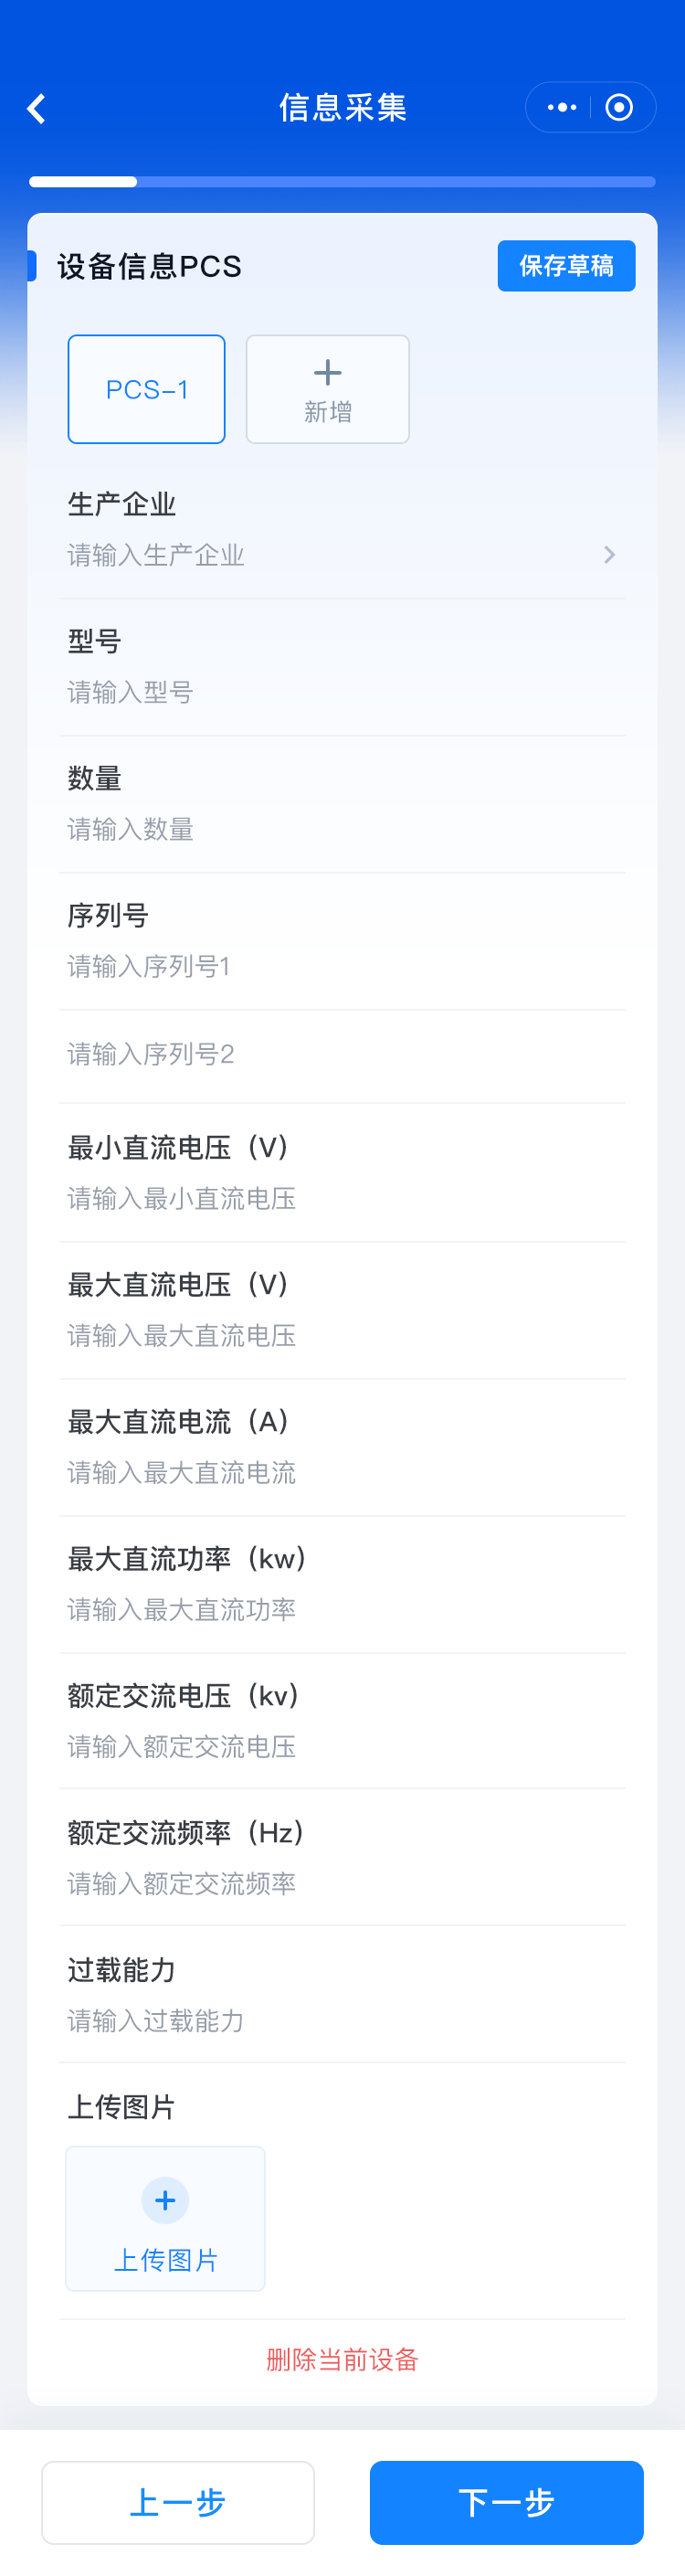 信息采集
设备信息PCS
保存草稿
PCS-1
新增
生产企业
请输入生产企业
型号
请输入型号
数量
请输入数量
序列号
请输入序列号1
请输入序列号2
最小直流电压（V）
请输入最小直流电压
最大直流电压（V）
请输入最大直流电压
最大直流电流（A）
请输入最大直流电流
最大直流功率（kw）
请输入最大直流功率
额定交流电压（kv）
请输入额定交流电压
额定交流频率（Hz）
请输入额定交流频率
过载能力
请输入过载能力
上传图片
上传图片
删除当前设备
上一步
下一步